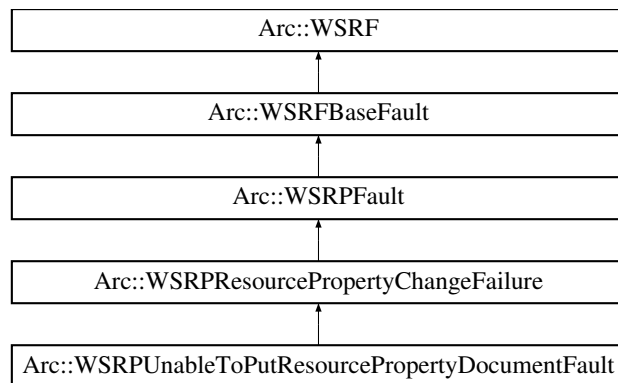 Arc::WSRF
Arc::WSRFBaseFault
Arc::WSRPFault
Arc::WSRPResourcePropertyChangeFailure
Arc::WSRPUnableToPutResourcePropertyDocumentFault